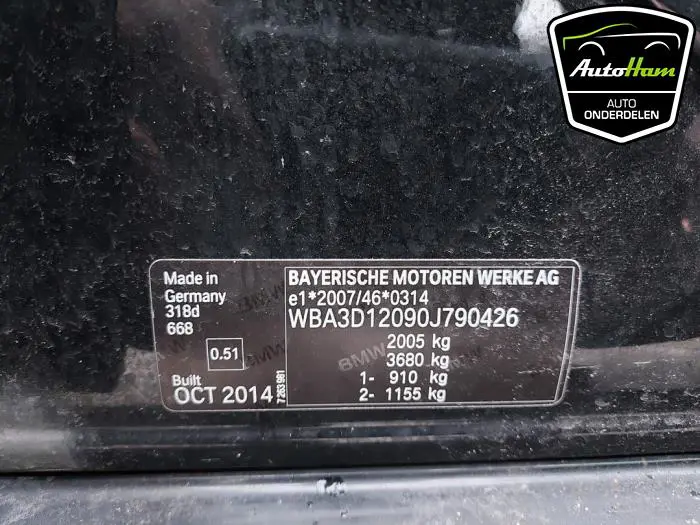 AutoHam
AUTO
ONDERDELEN
Made in
Germany
318d
668
0.51
Built
OCT 2014
7263981
BAYERISCHE MOTOREN WERKE AG
e1*2007/46*0314
WBA3D12090J790426
2005 kg
3680 kg
1- 910 kg
2- 1155 kg